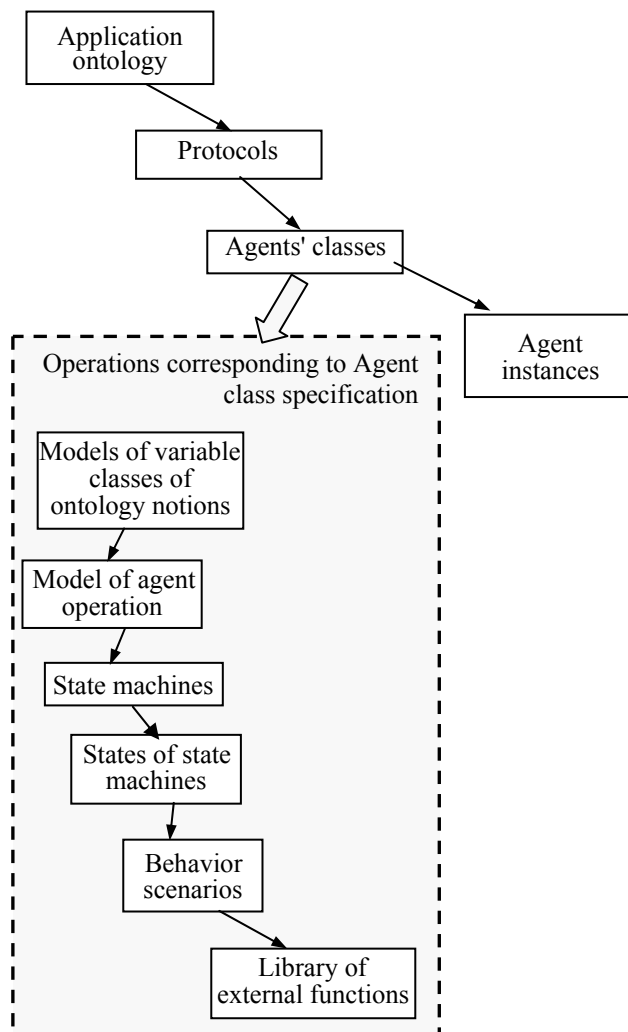 Application
ontology
Protocols
Agents' classes
Agent
instances
Operations corresponding to Agent
class specification
Models of variable
classes of
ontology notions
Model of agent
operation
State machines
States of state
machines
Behavior
scenarios
Library of
external functions